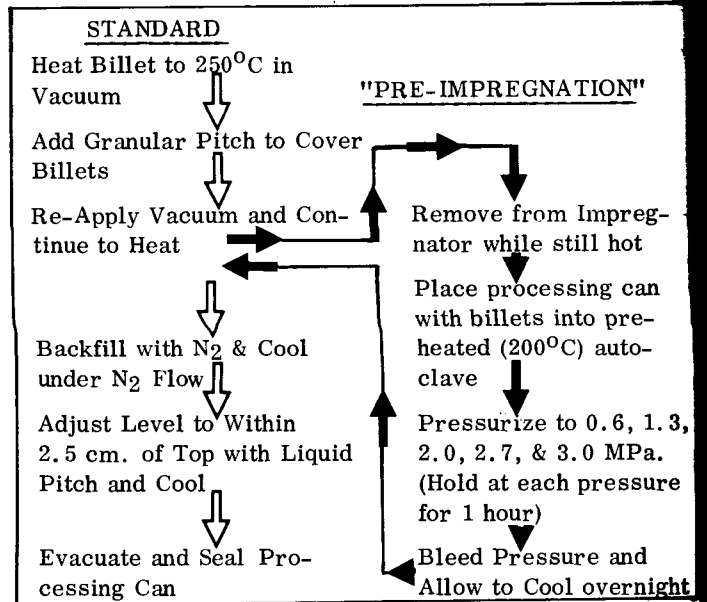 STANDARD
Heat Billet to 250°C in
Vacuum
Add Granular Pitch to Cover
Billets
Re-Apply Vacuum and Con-
tinue to Heat
Backfill with N2 & Cool
under N2 Flow
Adjust Level to Within
2.5 cm. of Top with Liquid
Pitch and Cool
Evacuate and Seal Pro-
cessing Can
"PRE-IMPREGNATION"
Remove from Impreg-
nator while still hot
Place processing can
with billets into pre-
heated (200°C) auto-
clave
Pressurize to 0.6, 1.3,
2.0, 2.7, & 3.0 MPa.
(Hold at each pressure
for 1 hour)
Bleed Pressure and
Allow to Cool overnight